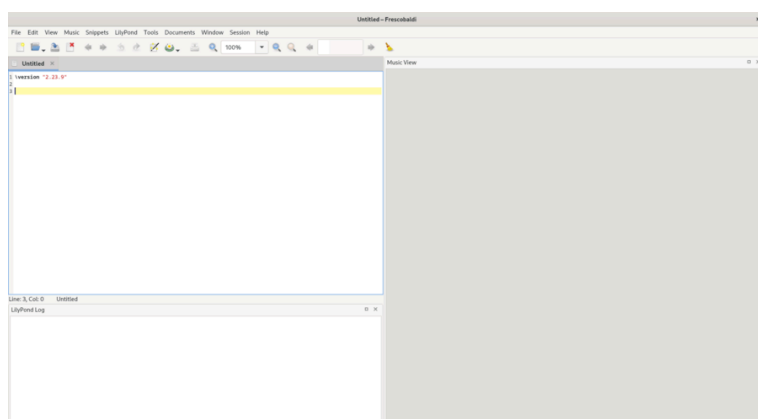 Untitled – Frescobaldi
File Edit View Music Snippets LilyPond Tools Documents Window Session Help
100%
Untitled
Music View
1 \version "2.23.9"
2
3
Line: 3, Col: 0 Untitled
LilyPond Log